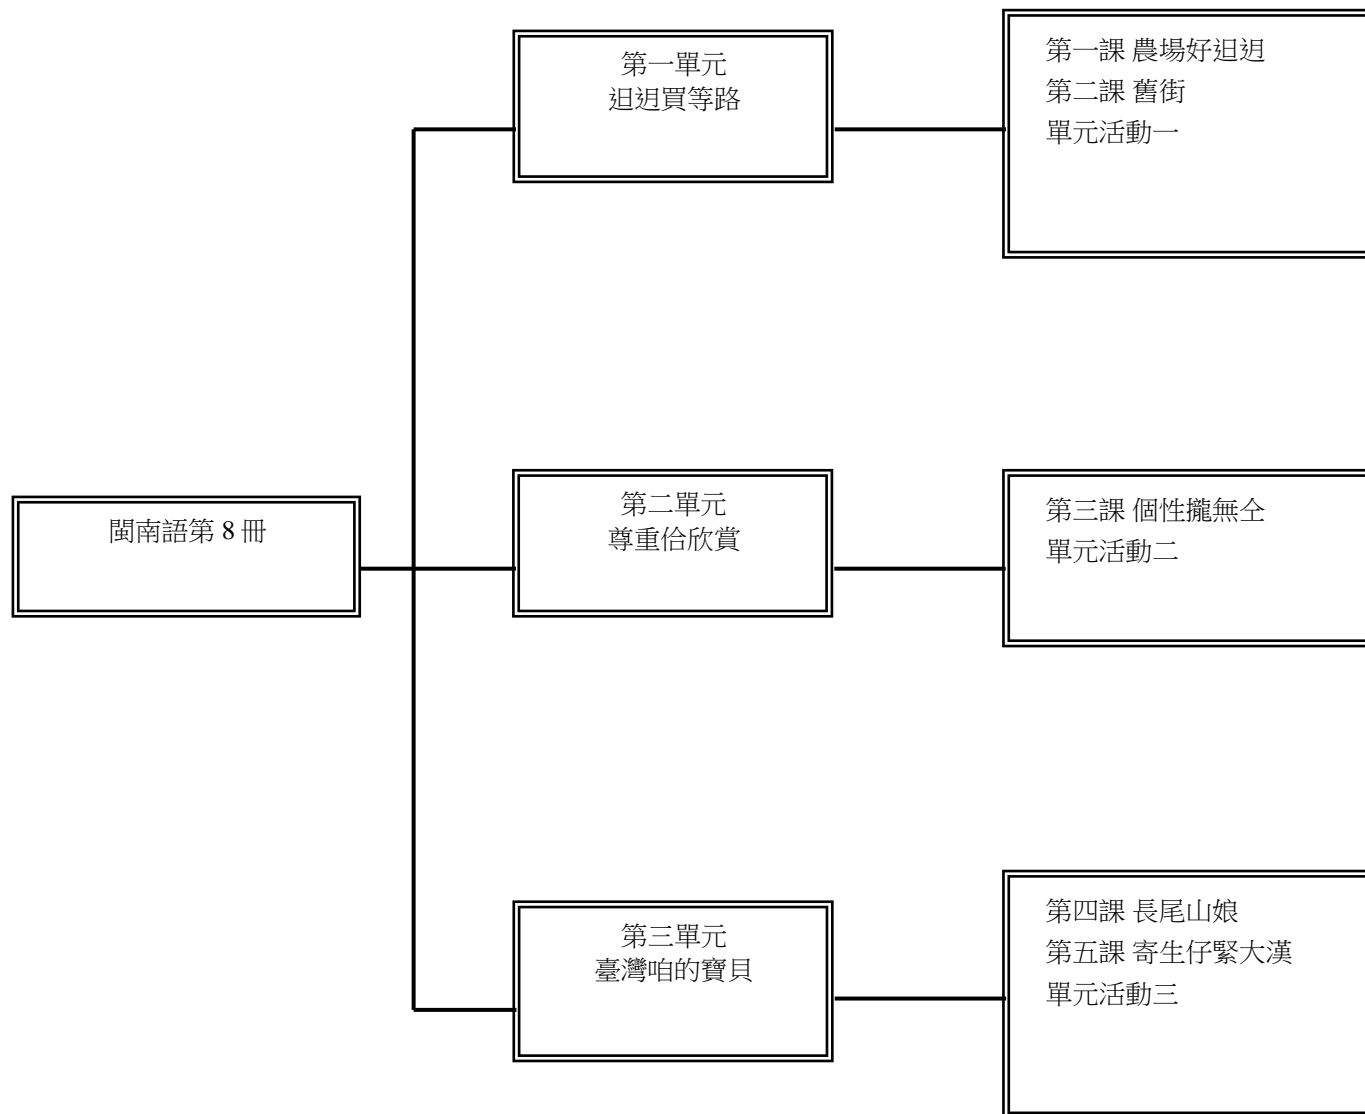 閩南語第 8 冊
第一單元
𨑨迌買等路
第一課 農場好𨑨迌
第二課 舊街
單元活動一
第二單元
尊重佮欣賞
第三課 個性攏無仝
單元活動二
第三單元
臺灣咱的寶貝
第四課 長尾山娘
第五課 寄生仔緊大漢
單元活動三